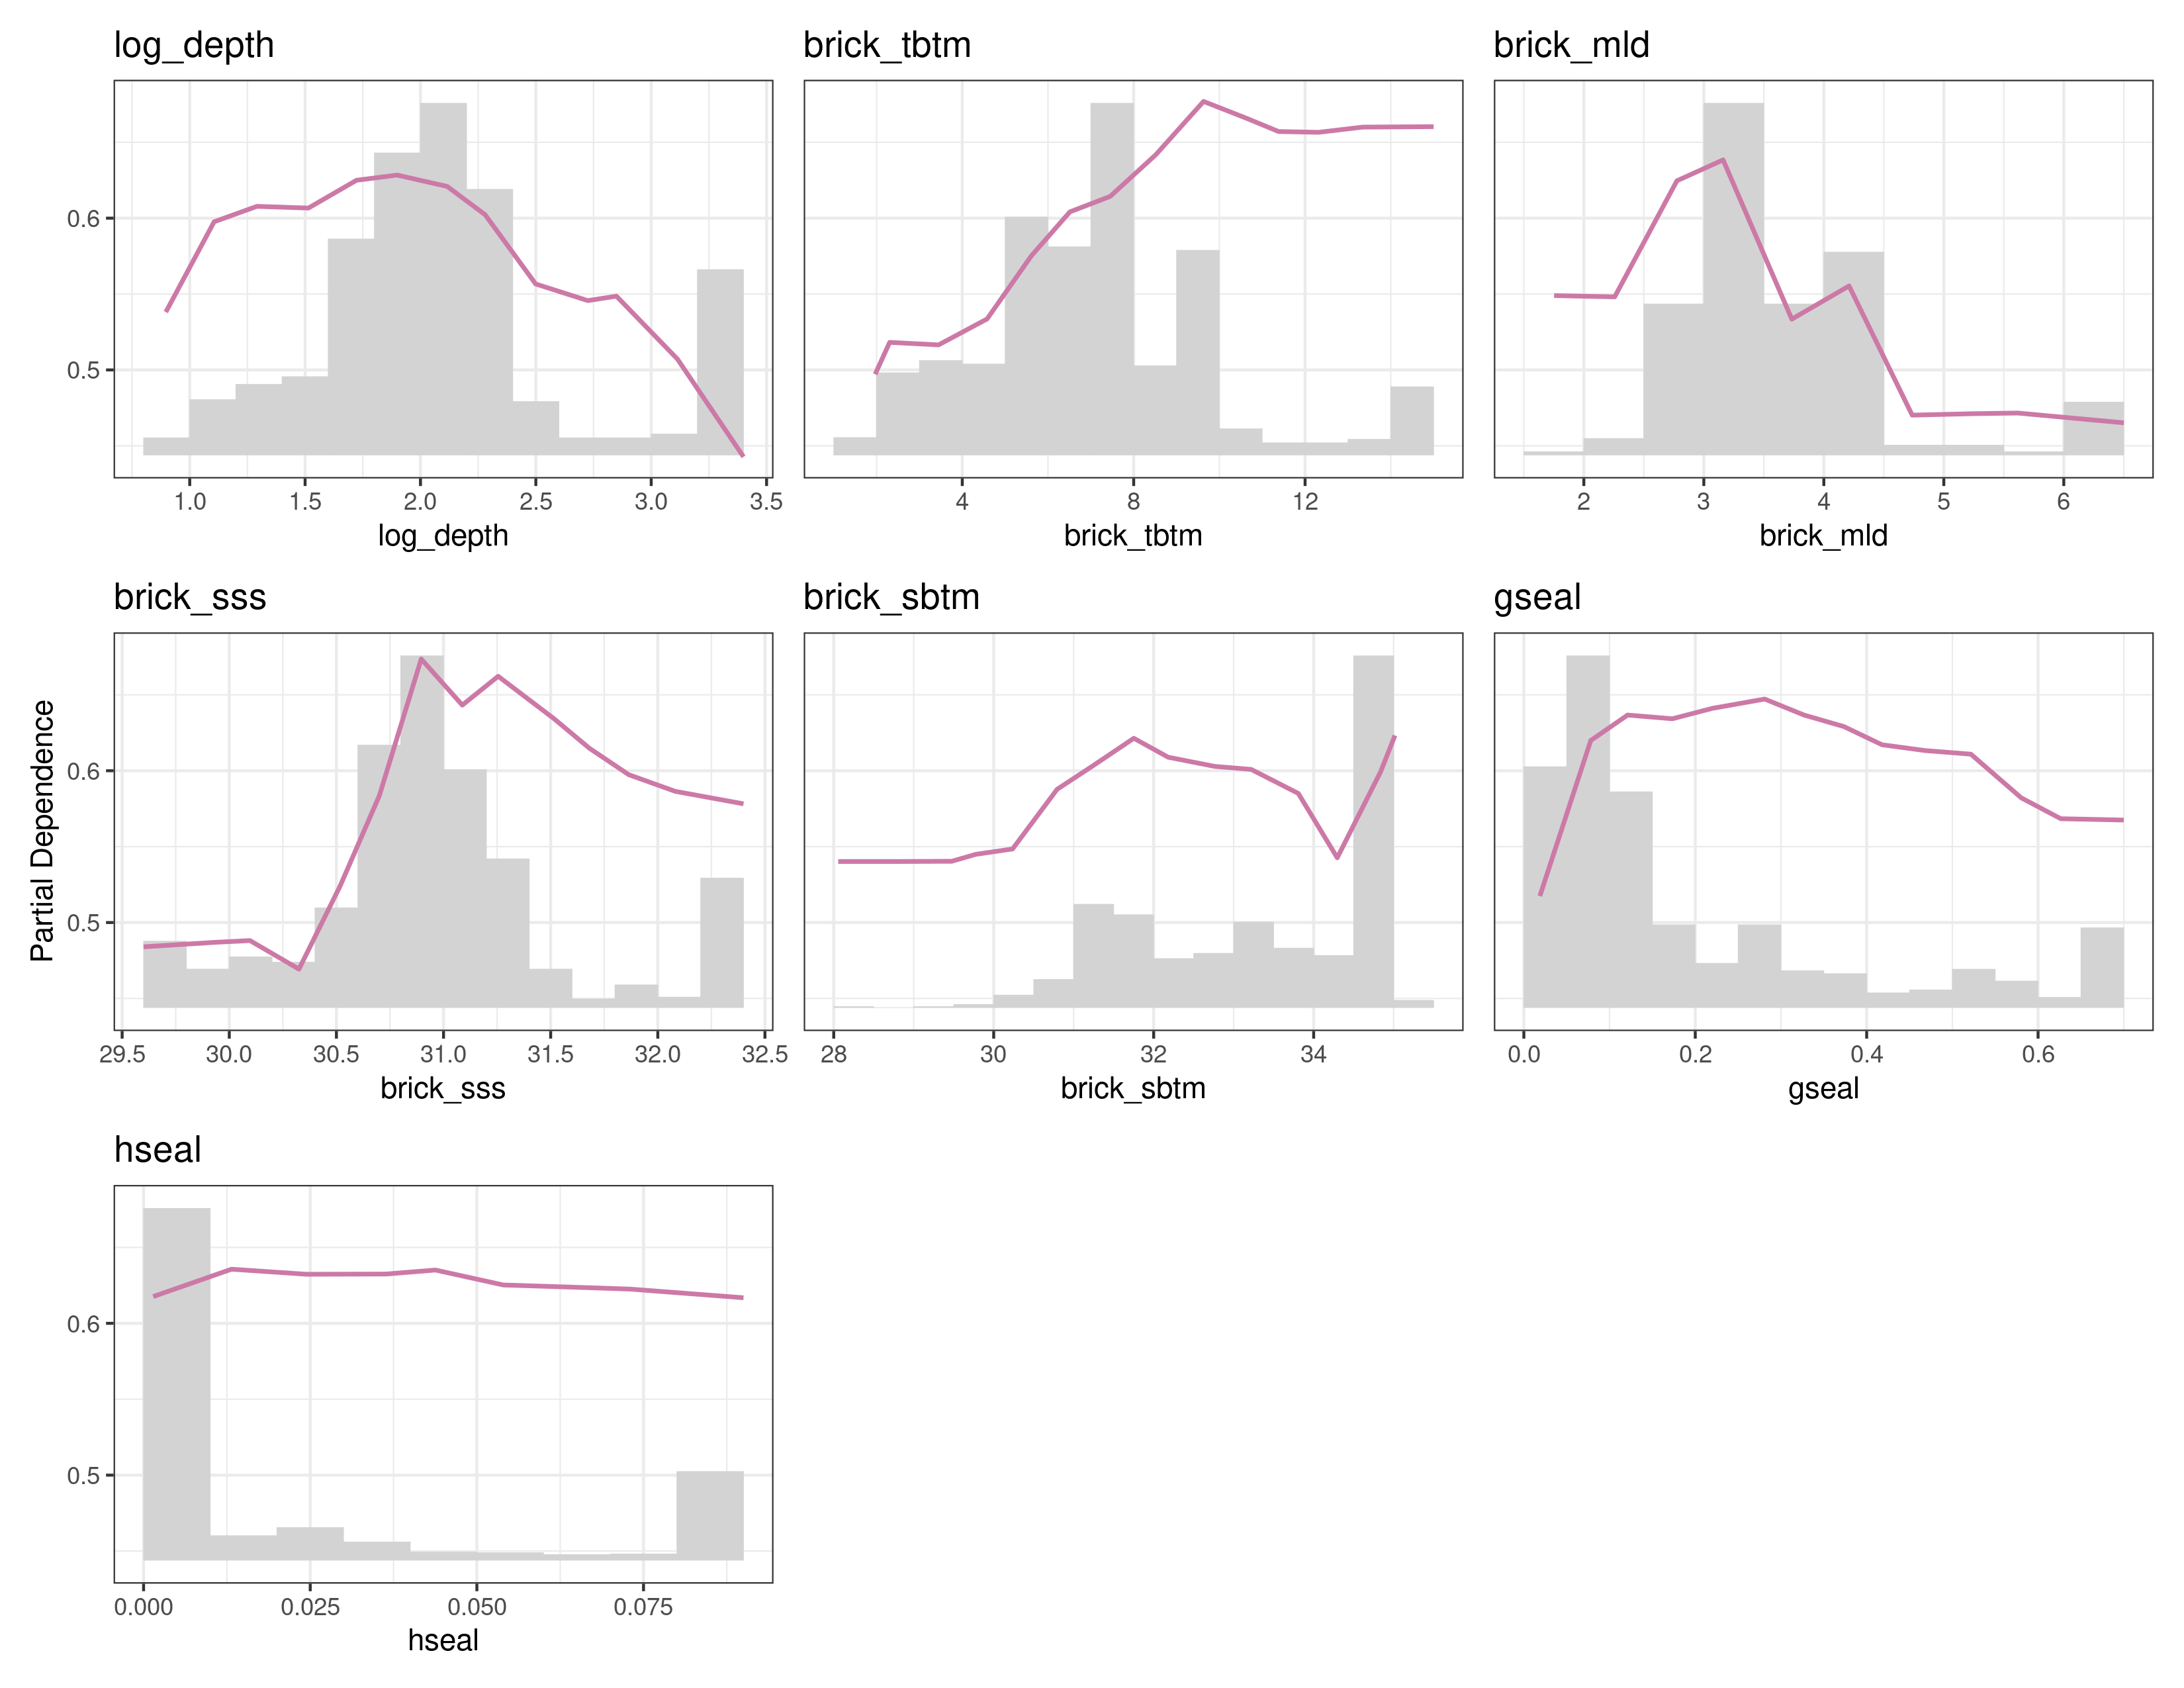 log_depth
brick_tbtm
brick_mld
0.6
0.5
1.0 1.5 2.0 2.5 3.0 3.5
4 8 12
2 3 4 5 6
log_depth
brick_tbtm
brick_mld
brick_sss
brick_sbtm
gseal
Partial Dependence
0.6
0.5
29.5 30.0 30.5 31.0 31.5 32.0 32.5
28 30 32 34
0.0 0.2 0.4 0.6
brick_sss
brick_sbtm
gseal
hseal
0.6
0.5
0.000 0.025 0.050 0.075
hseal